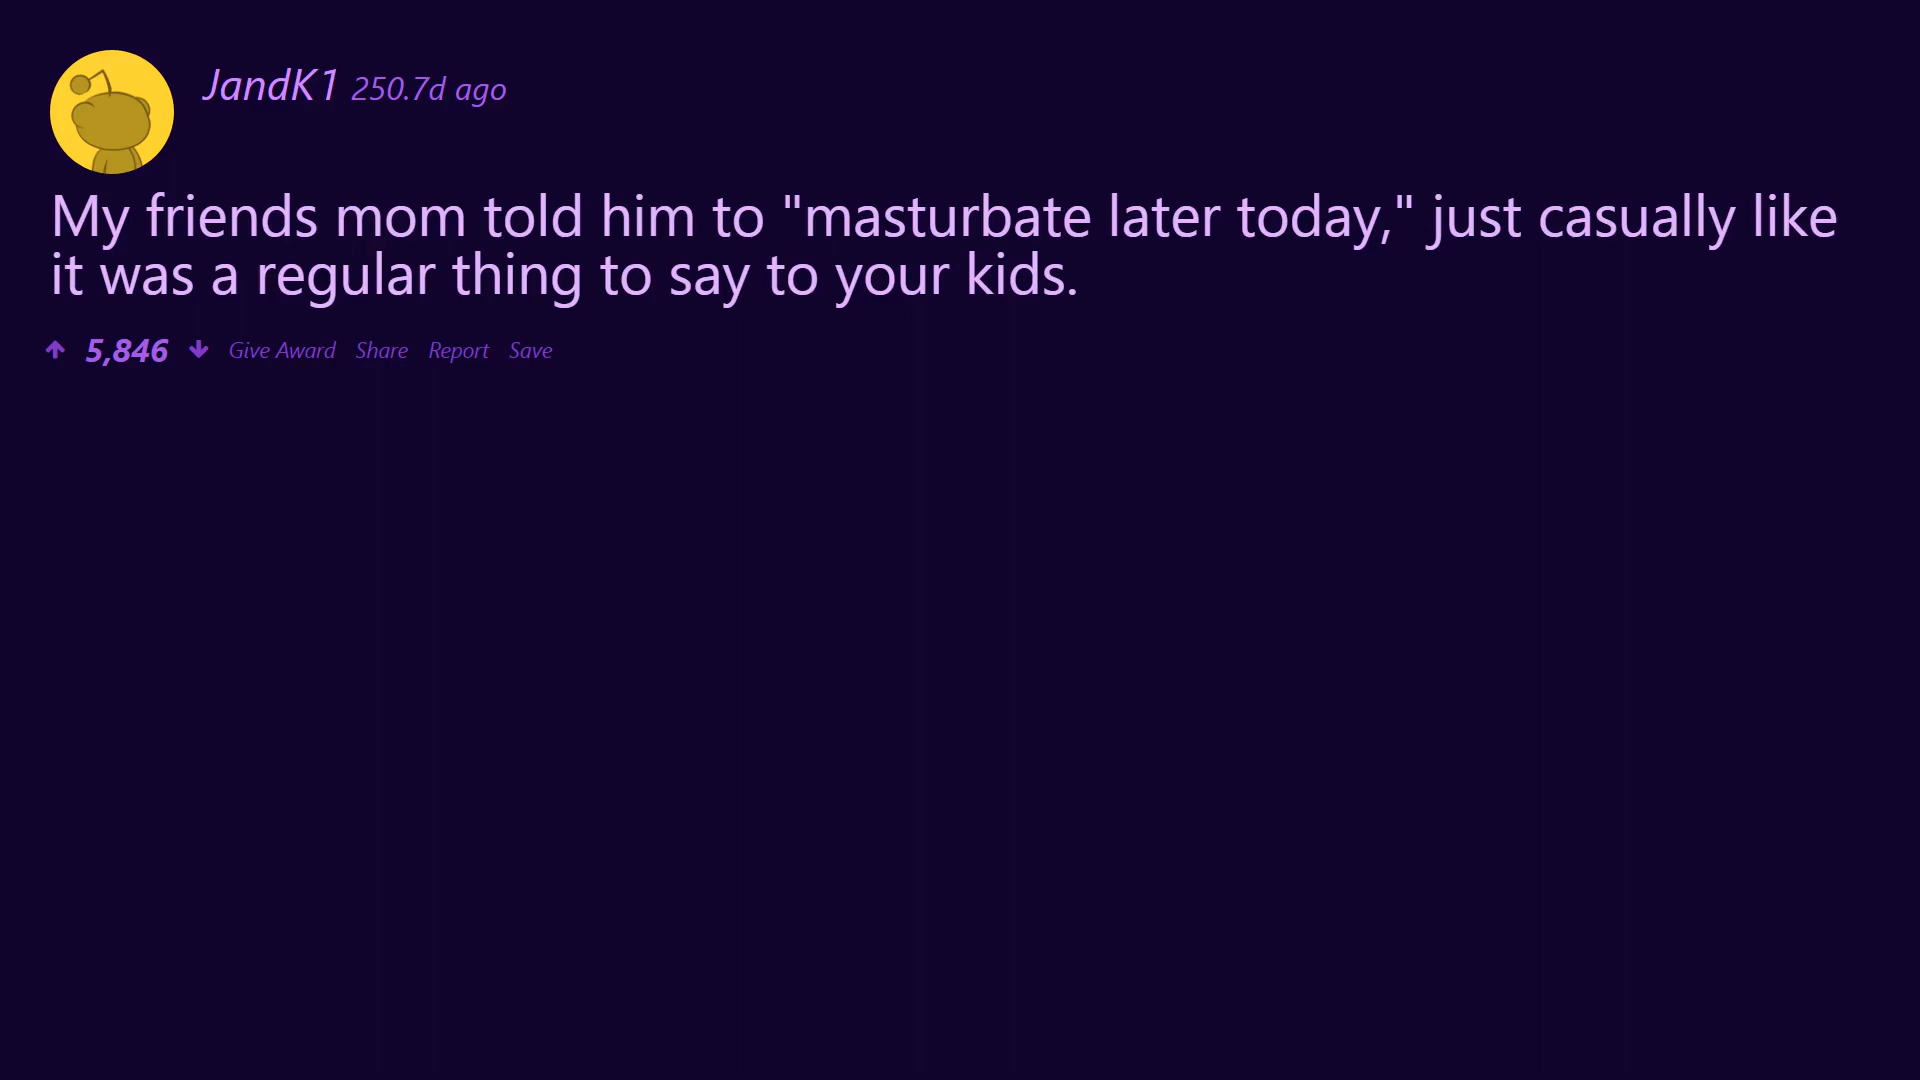 JandK1 250.7d ago
My friends mom told him to "masturbate later today," just casually like
it was a regular thing to say to your kids.
5,846 Give Award Share Report Save